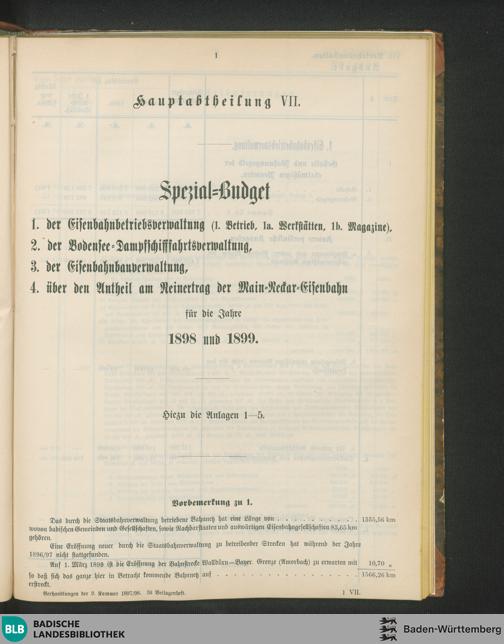 1
Hauptabtheilung VII.
Spezial-Budget
1. der Eisenbahnbetriebsverwaltung (1. Betrieb, 1a. Werkstätten, 1b. Magazine),
2. der Bodensee-Dampfschifffahrtsverwaltung,
3. der Eisenbahnbauverwaltung,
4. über den Antheil am Reinertrag der Main-Neckar-Eisenbahn
für die Jahre
1898 und 1899.
Hiezu die Anlagen 1—5.
Vorbemerkung zu 1.
Das durch die Staatsbahnverwaltung betriebene Bahnnetz hat eine Länge von . . . . . . . . . . . 1555,56 km
wovon badischen Gemeinden und Gesellschaften, sowie Nachbarstaaten und auswärtigen Eisenbahngesellschaften 83,65 km
gehören.
Eine Eröffnung neuer durch die Staatsbahnverwaltung zu betreibender Strecken hat während der Jahre
1896/97 nicht stattgefunden.
Auf 1. März 1898 ist die Eröffnung der Bahnstrecke Walldürn—Bayer. Grenze (Amorbach) zu erwarten mit 10,70 „
so daß sich das ganze hier in Betracht kommende Bahnnetz auf . . . . . . . . . . . 1566,26 km
erstreckt.
Verhandlungen der 2. Kammer 1897/98. 3s Beilagenheft. 1 VII.
BLB BADISCHE
LANDESBIBLIOTHEK
Baden-Württemberg